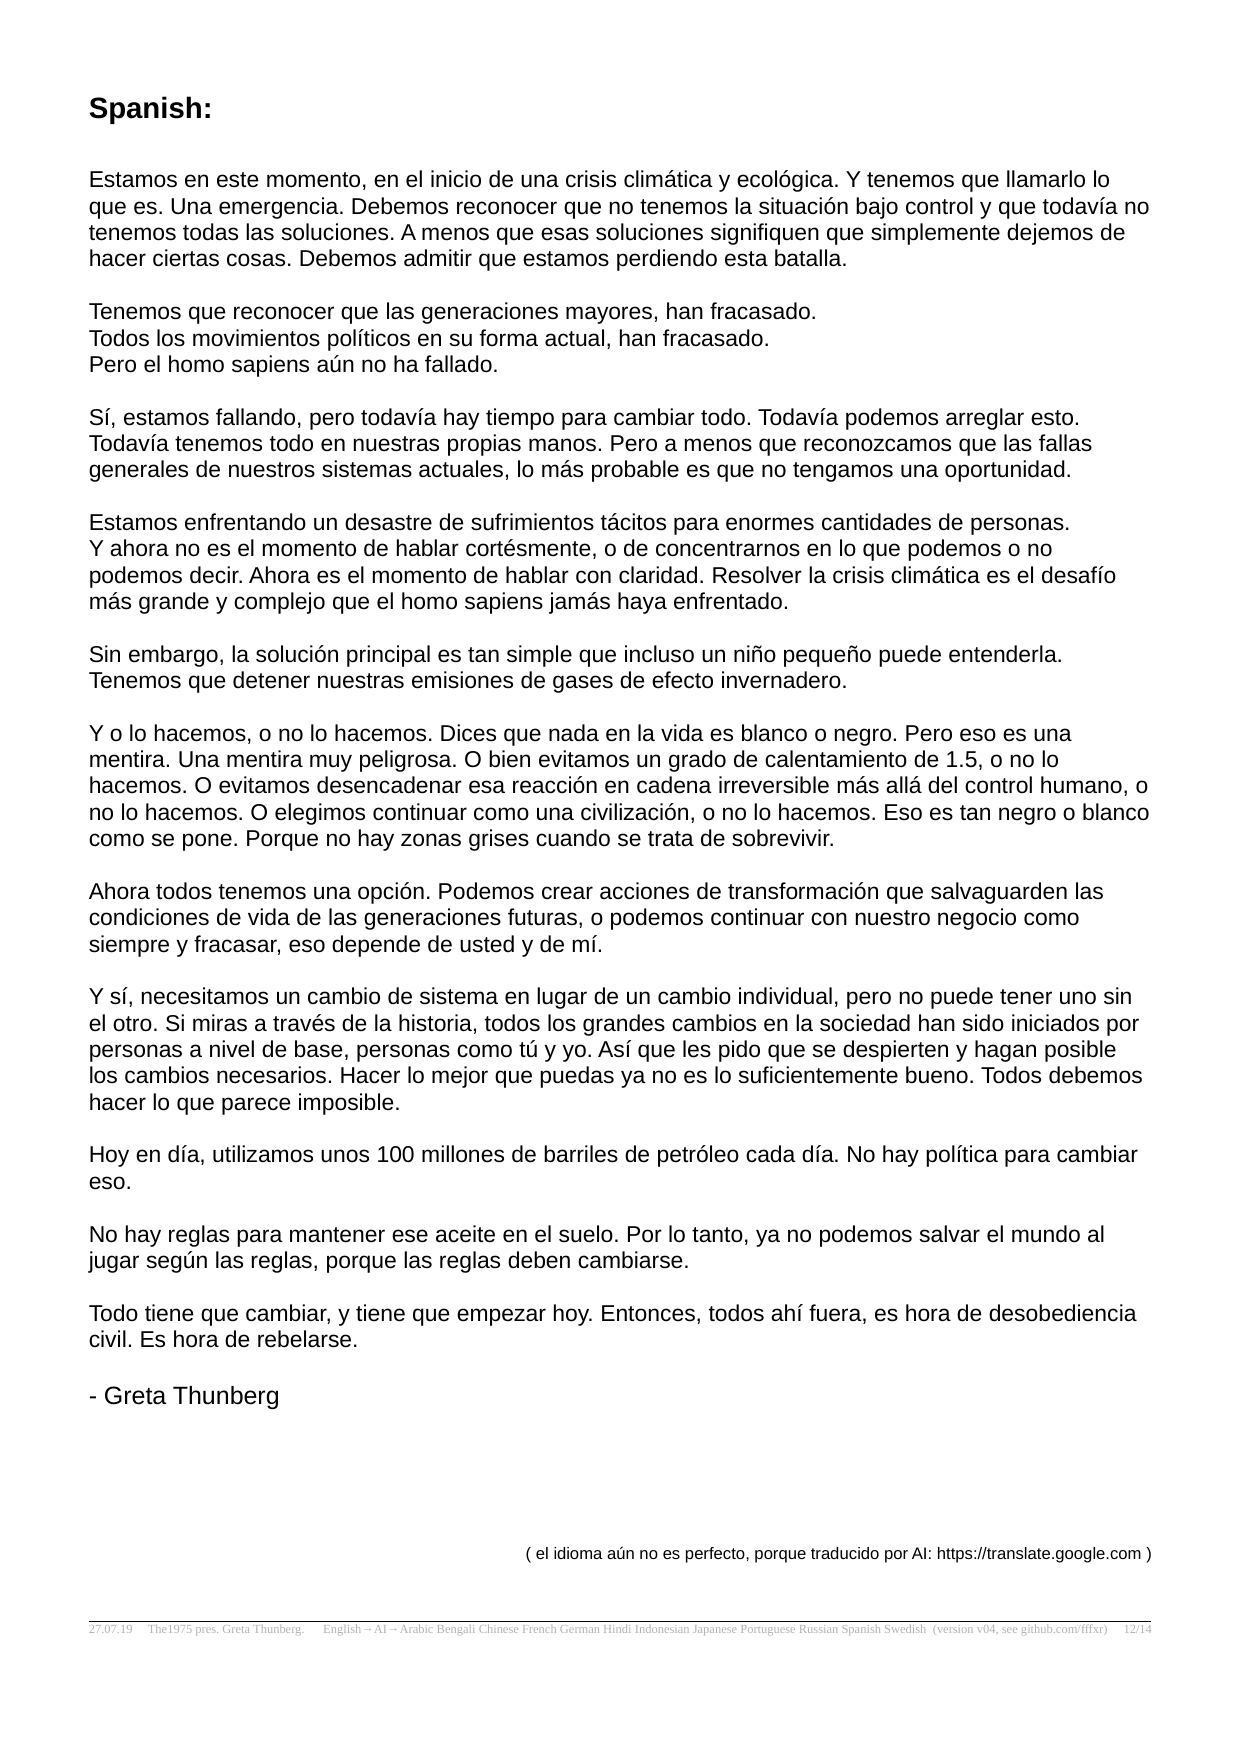 Spanish:
Estamos en este momento, en el inicio de una crisis climática y ecológica. Y tenemos que llamarlo lo
que es. Una emergencia. Debemos reconocer que no tenemos la situación bajo control y que todavía no
tenemos todas las soluciones. A menos que esas soluciones signifiquen que simplemente dejemos de
hacer ciertas cosas. Debemos admitir que estamos perdiendo esta batalla.
Tenemos que reconocer que las generaciones mayores, han fracasado.
Todos los movimientos políticos en su forma actual, han fracasado.
Pero el homo sapiens aún no ha fallado.
Sí, estamos fallando, pero todavía hay tiempo para cambiar todo. Todavía podemos arreglar esto.
Todavía tenemos todo en nuestras propias manos. Pero a menos que reconozcamos que las fallas
generales de nuestros sistemas actuales, lo más probable es que no tengamos una oportunidad.
Estamos enfrentando un desastre de sufrimientos tácitos para enormes cantidades de personas.
Y ahora no es el momento de hablar cortésmente, o de concentrarnos en lo que podemos o no
podemos decir. Ahora es el momento de hablar con claridad. Resolver la crisis climática es el desafío
más grande y complejo que el homo sapiens jamás haya enfrentado.
Sin embargo, la solución principal es tan simple que incluso un niño pequeño puede entenderla.
Tenemos que detener nuestras emisiones de gases de efecto invernadero.
Y o lo hacemos, o no lo hacemos. Dices que nada en la vida es blanco o negro. Pero eso es una
mentira. Una mentira muy peligrosa. O bien evitamos un grado de calentamiento de 1.5, o no lo
hacemos. O evitamos desencadenar esa reacción en cadena irreversible más allá del control humano, o
no lo hacemos. O elegimos continuar como una civilización, o no lo hacemos. Eso es tan negro o blanco
como se pone. Porque no hay zonas grises cuando se trata de sobrevivir.
Ahora todos tenemos una opción. Podemos crear acciones de transformación que salvaguarden las
condiciones de vida de las generaciones futuras, o podemos continuar con nuestro negocio como
siempre y fracasar, eso depende de usted y de mí.
Y sí, necesitamos un cambio de sistema en lugar de un cambio individual, pero no puede tener uno sin
el otro. Si miras a través de la historia, todos los grandes cambios en la sociedad han sido iniciados por
personas a nivel de base, personas como tú y yo. Así que les pido que se despierten y hagan posible
los cambios necesarios. Hacer lo mejor que puedas ya no es lo suficientemente bueno. Todos debemos
hacer lo que parece imposible.
Hoy en día, utilizamos unos 100 millones de barriles de petróleo cada día. No hay política para cambiar
eso.
No hay reglas para mantener ese aceite en el suelo. Por lo tanto, ya no podemos salvar el mundo al
jugar según las reglas, porque las reglas deben cambiarse.
Todo tiene que cambiar, y tiene que empezar hoy. Entonces, todos ahí fuera, es hora de desobediencia
civil. Es hora de rebelarse.
- Greta Thunberg
( el idioma aún no es perfecto, porque traducido por AI: https://translate.google.com )
27.07.19 The1975 pres. Greta Thunberg. English→AI→Arabic Bengali Chinese French German Hindi Indonesian Japanese Portuguese Russian Spanish Swedish (version v04, see github.com/fffxr) 12/14